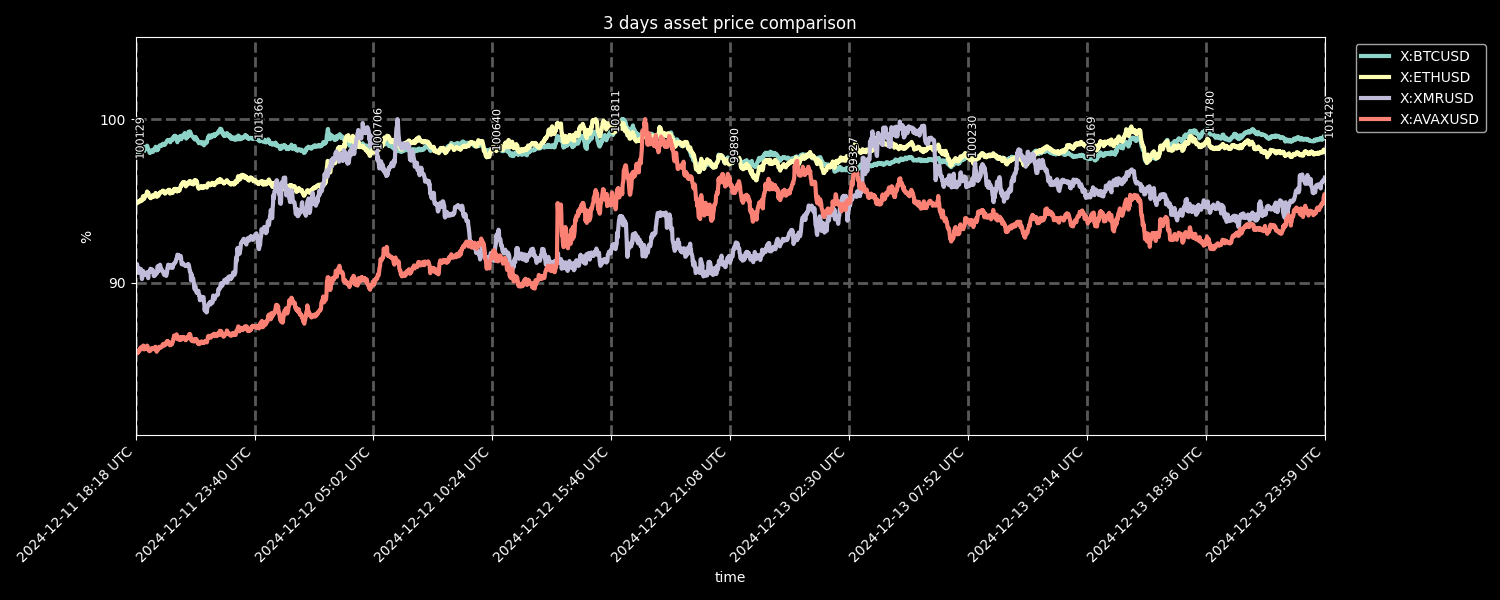 3 days asset price comparison
X:BTCUSD
X:ETHUSD
X:XMRUSD
X:AVAXUSD
100
90
%
100129
101366
100706
100640
101811
99890
99327
100230
100169
101780
101429
2024-12-11 18:18 UTC
2024-12-11 23:40 UTC
2024-12-12 05:02 UTC
2024-12-12 10:24 UTC
2024-12-12 15:46 UTC
2024-12-12 21:08 UTC
2024-12-13 02:30 UTC
2024-12-13 07:52 UTC
2024-12-13 13:14 UTC
2024-12-13 18:36 UTC
2024-12-13 23:59 UTC
time